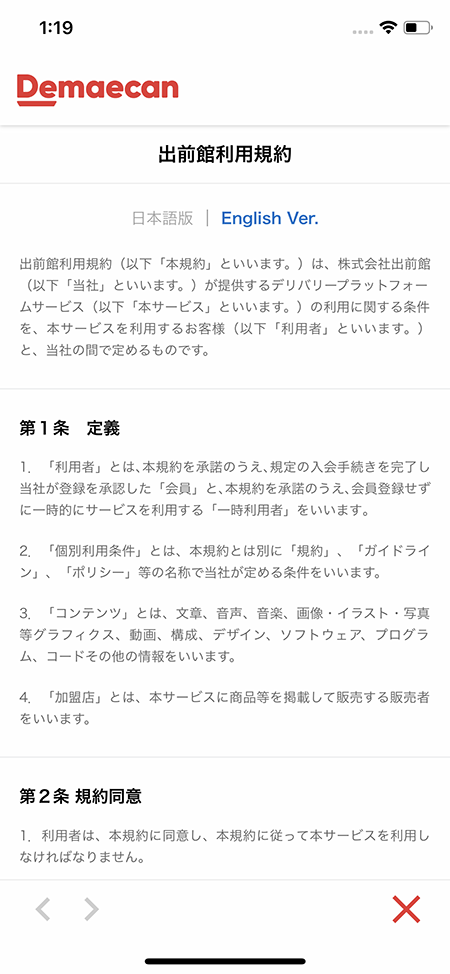 1:19
Demaecan
出前館利用規約
日本語版 | English Ver.
出前館利用規約（以下「本規約」といいます。）は、株式会社出前館
（以下「当社」といいます。）が提供するデリバリープラットフォー
ムサービス（以下「本サービス」といいます。）の利用に関する条件
を、本サービスを利用するお客様（以下「利用者」といいます。）
と、当社の間で定めるものです。
第１条　定義
1．「利用者」とは､本規約を承諾のうえ､規定の入会手続きを完了し
当社が登録を承認した「会員」と､本規約を承諾のうえ､会員登録せず
に一時的にサービスを利用する「一時利用者」をいいます。
2．「個別利用条件」とは、本規約とは別に「規約」、「ガイドライ
ン」、「ポリシー」等の名称で当社が定める条件をいいます。
3．「コンテンツ」とは、文章、音声、音楽、画像・イラスト・写真
等グラフィクス、動画、構成、デザイン、ソフトウェア、プログラ
ム、コードその他の情報をいいます。
4．「加盟店」とは、本サービスに商品等を掲載して販売する販売者
をいいます。
第２条 規約同意
1．利用者は、本規約に同意し、本規約に従って本サービスを利用し
なければなりません。